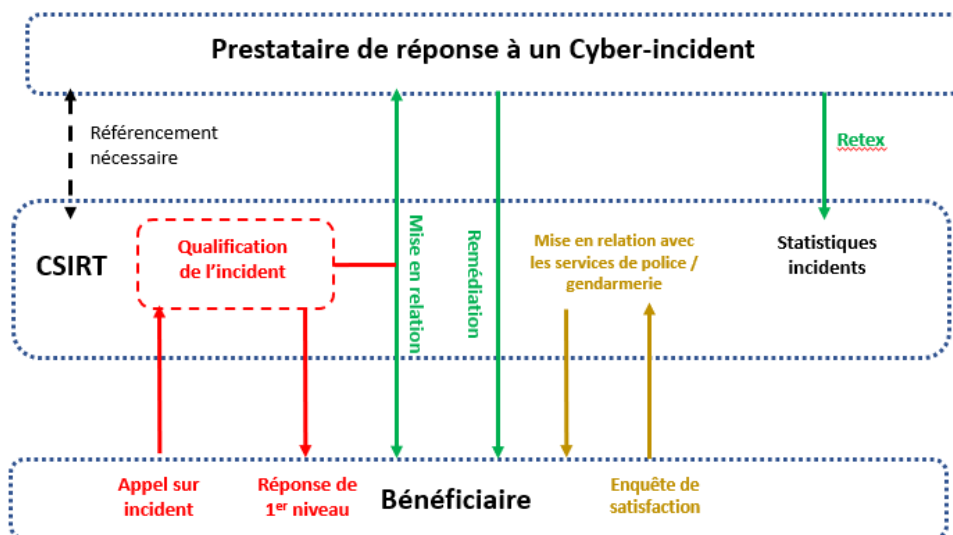 Prestataire de réponse à un Cyber-incident
Référencement
nécessaire
Retex
CSIRT
Qualification
de l'incident
Mise en relation
Remédiation
Mise en relation avec
les services de police /
gendarmerie
Statistiques
incidents
Appel sur
incident
Réponse de
1er niveau
Bénéficiaire
Enquête de
satisfaction